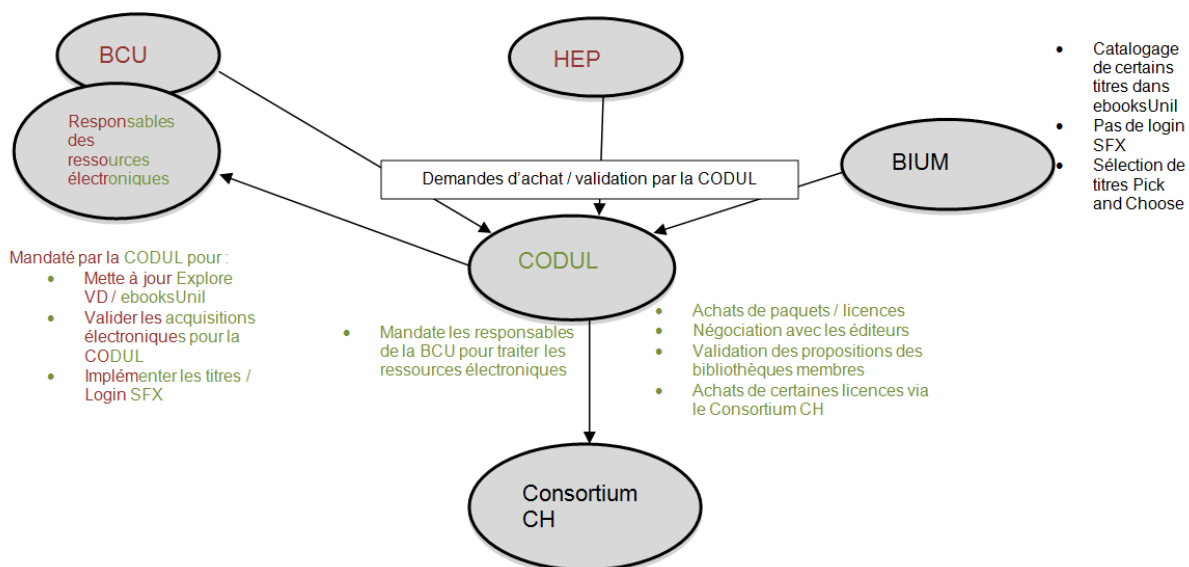 BCU
Responsables
des
ressources
électroniques
HEP
BIUM
• Catalogage
de certains
titres dans
ebooksUnil
• Pas de login
SFX
• Sélection de
titres Pick
and Choose
Demandes d'achat / validation par la CODUL
CODUL
Mandaté par la CODUL pour :
• Mette à jour Explore
VD / ebooksUnil
• Valider les acquisitions
électroniques pour la
CODUL
• Implémenter les titres /
Login SFX
• Mandate les responsables
de la BCU pour traiter les
ressources électroniques
• Achats de paquets / licences
• Négociation avec les éditeurs
• Validation des propositions des
bibliothèques membres
• Achats de certaines licences via
le Consortium CH
Consortium
CH